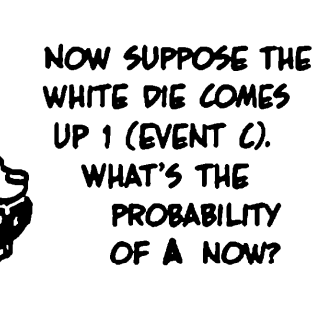 NOW SUPPOSE THE
WHITE DIE COMES
UP 1 (EVENT C).
WHAT'S THE
PROBABILITY
OF A NOW?